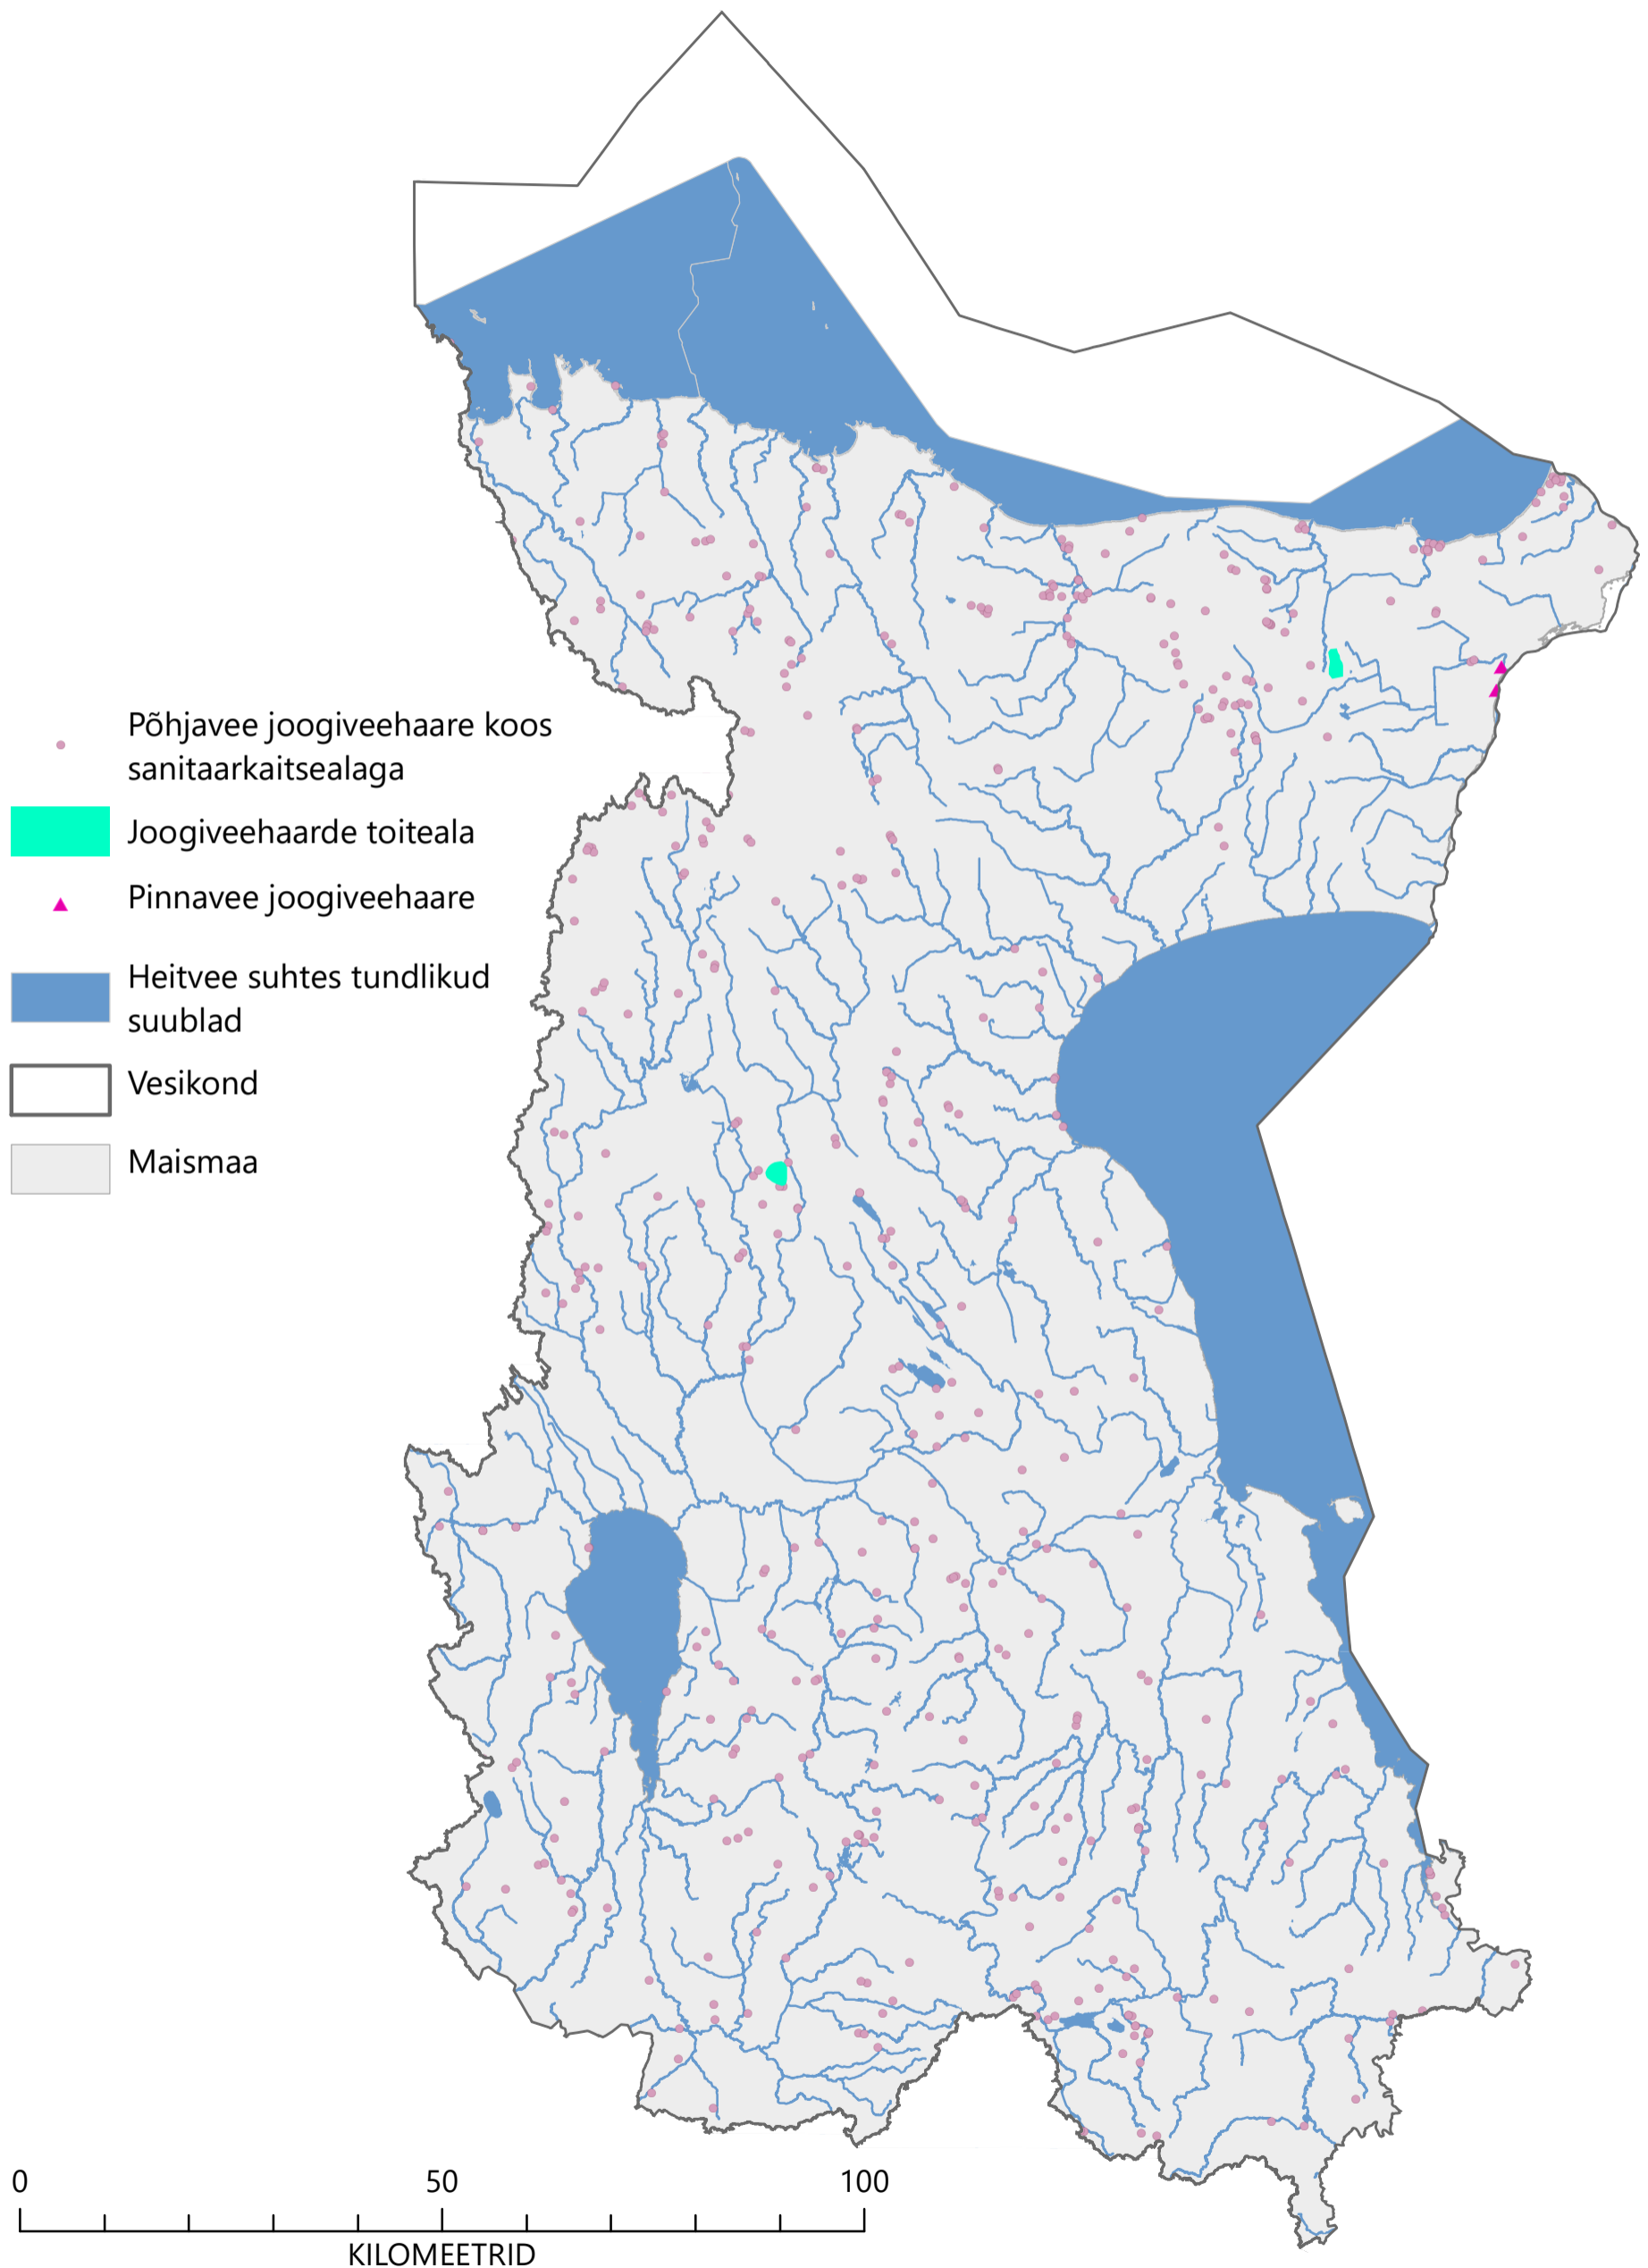 Põhjavee joogiveehaare koos
sanitaarkaitsealaga
Joogiveehaarde toiteala
Pinnavee joogiveehaare
Heitvee suhtes tundlikud
suublad
Vesikond
Maismaa
0 50 100
KILOMEETRID